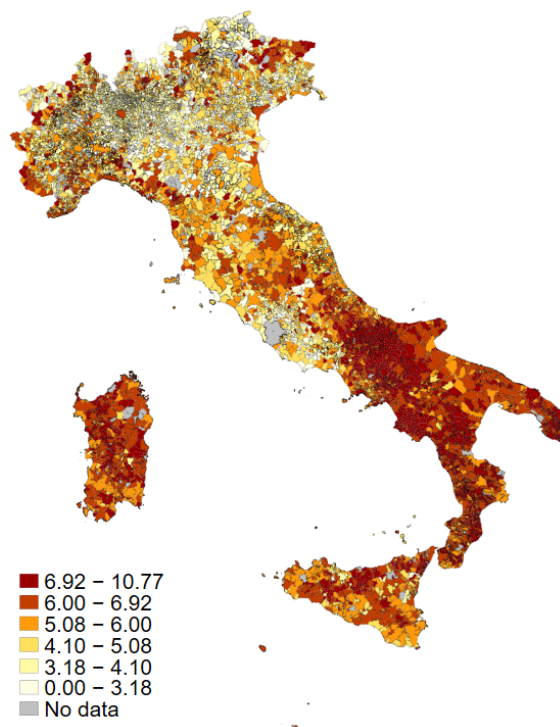 6.92 − 10.77
6.00 − 6.92
5.08 − 6.00
4.10 − 5.08
3.18 − 4.10
0.00 − 3.18
No data